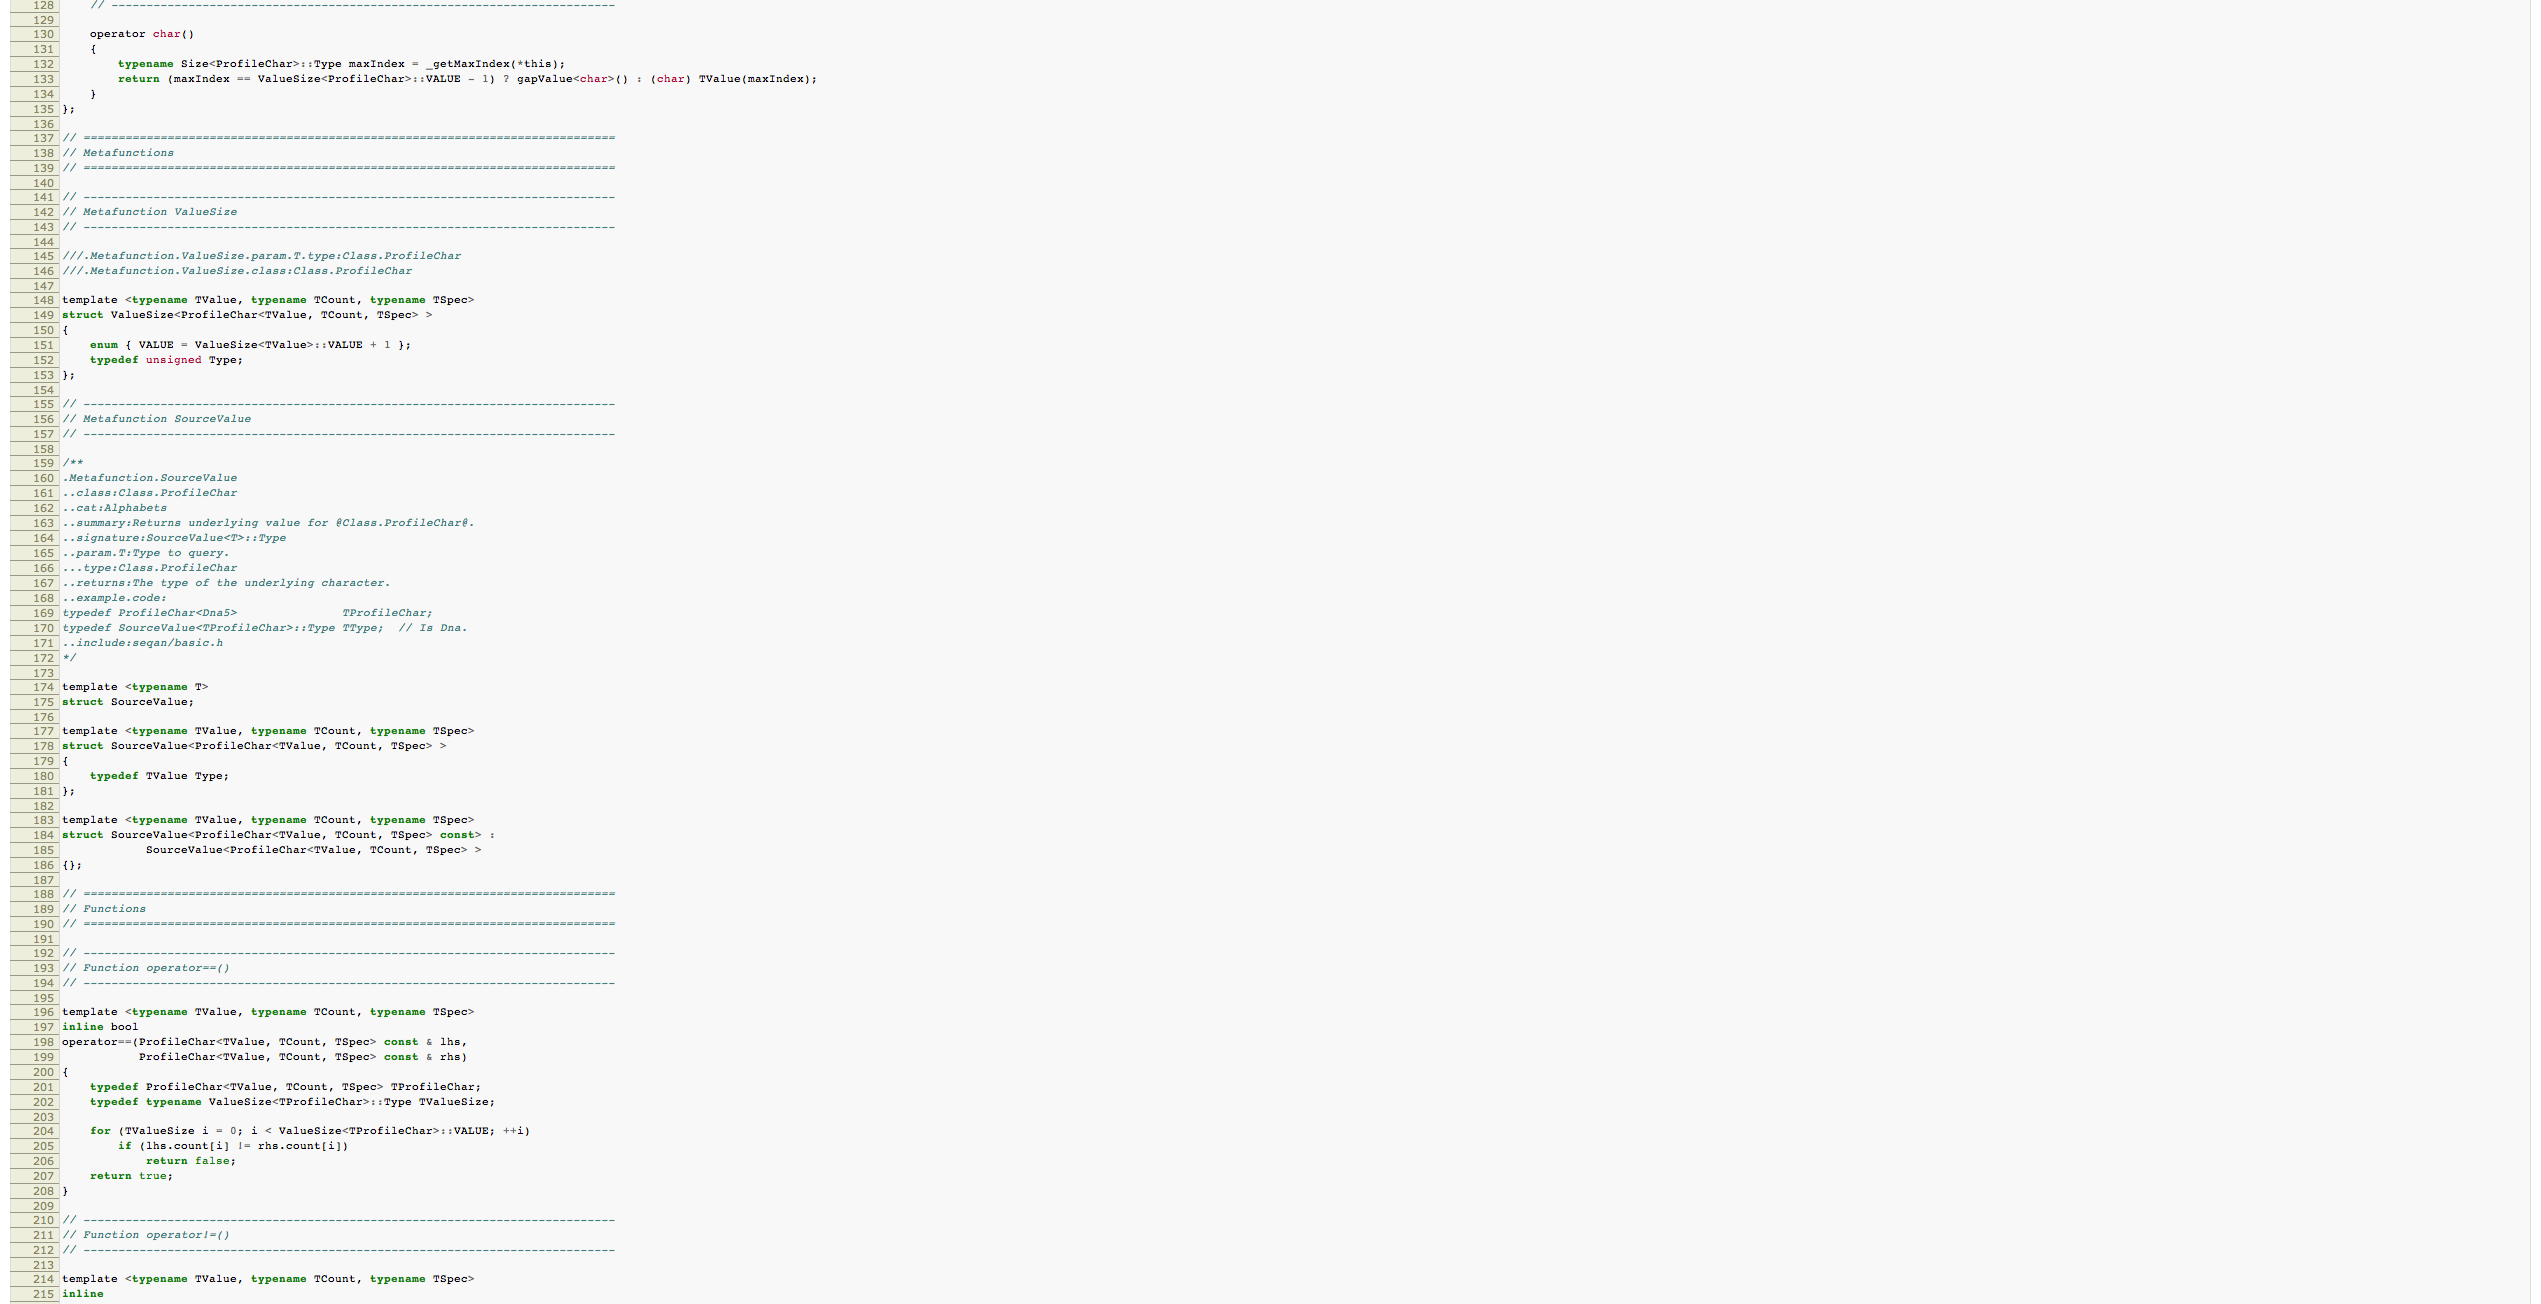 128     // ----------------------------------------------------------------------------
129
130     operator char()
131     {
132         typename Size<ProfileChar>::Type maxIndex = _getMaxIndex(*this);
133         return (maxIndex == ValueSize<ProfileChar>::VALUE - 1) ? gapValue<char>() : (char) TValue(maxIndex);
134     }
135 };
136
137 // ============================================================================
138 // Metafunctions
139 // ============================================================================
140
141 // ----------------------------------------------------------------------------
142 // Metafunction ValueSize
143 // ----------------------------------------------------------------------------
144
145 ///.Metafunction.ValueSize.param.T.type:Class.ProfileChar
146 ///.Metafunction.ValueSize.class:Class.ProfileChar
147
148 template <typename TValue, typename TCount, typename TSpec>
149 struct ValueSize<ProfileChar<TValue, TCount, TSpec> >
150 {
151     enum { VALUE = ValueSize<TValue>::VALUE + 1 };
152     typedef unsigned Type;
153 };
154
155 // ----------------------------------------------------------------------------
156 // Metafunction SourceValue
157 // ----------------------------------------------------------------------------
158
159 /**
160 .Metafunction.SourceValue
161 ..class:Class.ProfileChar
162 ..cat:Alphabets
163 ..summary:Returns underlying value for @Class.ProfileChar@.
164 ..signature:SourceValue<T>::Type
165 ..param.T:Type to query.
166 ...type:Class.ProfileChar
167 ..returns:The type of the underlying character.
168 ..example.code:
169 typedef ProfileChar<Dna5>               TProfileChar;
170 typedef SourceValue<TProfileChar>::Type TType;  // Is Dna.
171 ..include:seqan/basic.h
172 */
173
174 template <typename T>
175 struct SourceValue;
176
177 template <typename TValue, typename TCount, typename TSpec>
178 struct SourceValue<ProfileChar<TValue, TCount, TSpec> >
179 {
180     typedef TValue Type;
181 };
182
183 template <typename TValue, typename TCount, typename TSpec>
184 struct SourceValue<ProfileChar<TValue, TCount, TSpec> const> :
185             SourceValue<ProfileChar<TValue, TCount, TSpec> >
186 {};
187
188 // ============================================================================
189 // Functions
190 // ============================================================================
191
192 // ----------------------------------------------------------------------------
193 // Function operator==()
194 // ----------------------------------------------------------------------------
195
196 template <typename TValue, typename TCount, typename TSpec>
197 inline bool
198 operator==(ProfileChar<TValue, TCount, TSpec> const & lhs,
199            ProfileChar<TValue, TCount, TSpec> const & rhs)
200 {
201     typedef ProfileChar<TValue, TCount, TSpec> TProfileChar;
202     typedef typename ValueSize<TProfileChar>::Type TValueSize;
203
204     for (TValueSize i = 0; i < ValueSize<TProfileChar>::VALUE; ++i)
205         if (lhs.count[i] != rhs.count[i])
206             return false;
207     return true;
208 }
209
210 // ----------------------------------------------------------------------------
211 // Function operator!=()
212 // ----------------------------------------------------------------------------
213
214 template <typename TValue, typename TCount, typename TSpec>
215 inline